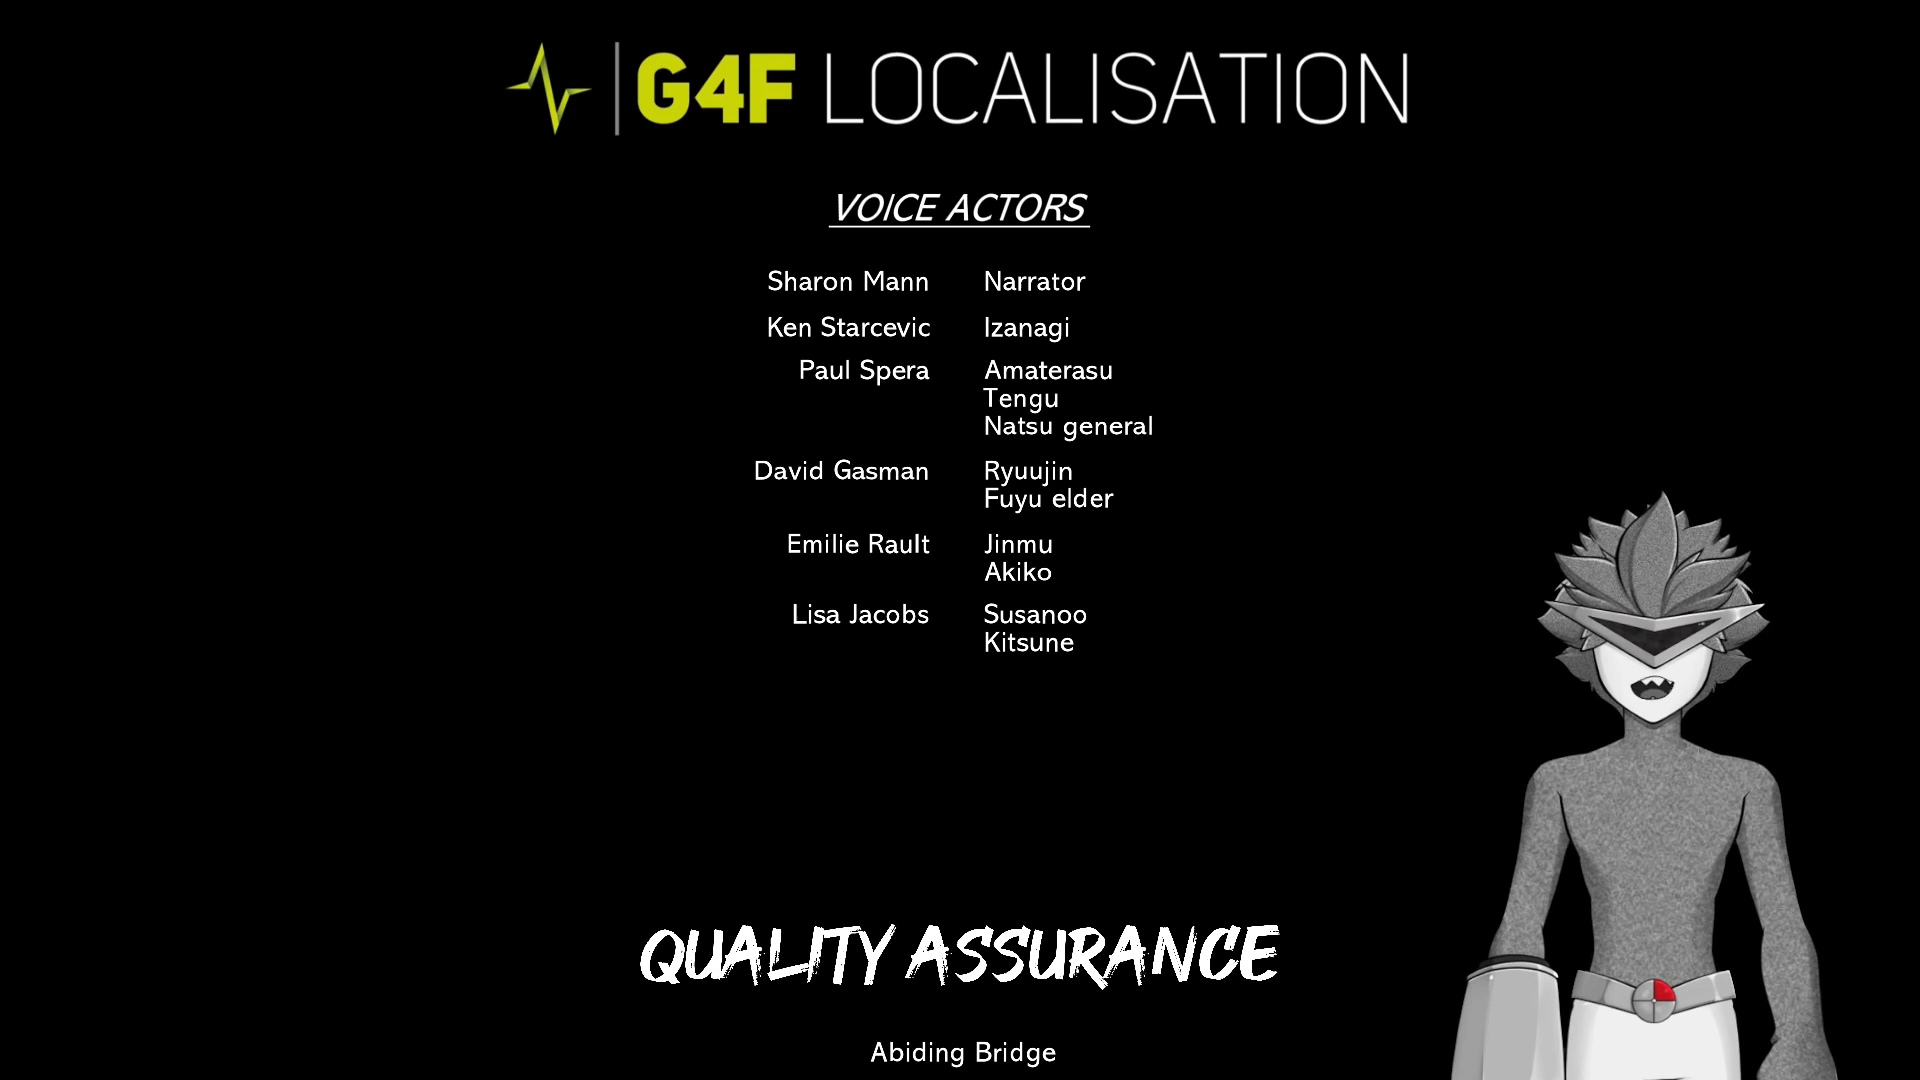 G4F LOCALISATION
VOICE ACTORS
Sharon Mann Narrator
Ken Starcevic Izanagi
Paul Spera Amaterasu
Tengu
Natsu general
David Gasman Ryuujin
Fuyu elder
Emilie Rault Jinmu
Akiko
Lisa Jacobs Susanoo
Kitsune
QUALITY ASSURANCE
Abiding Bridge